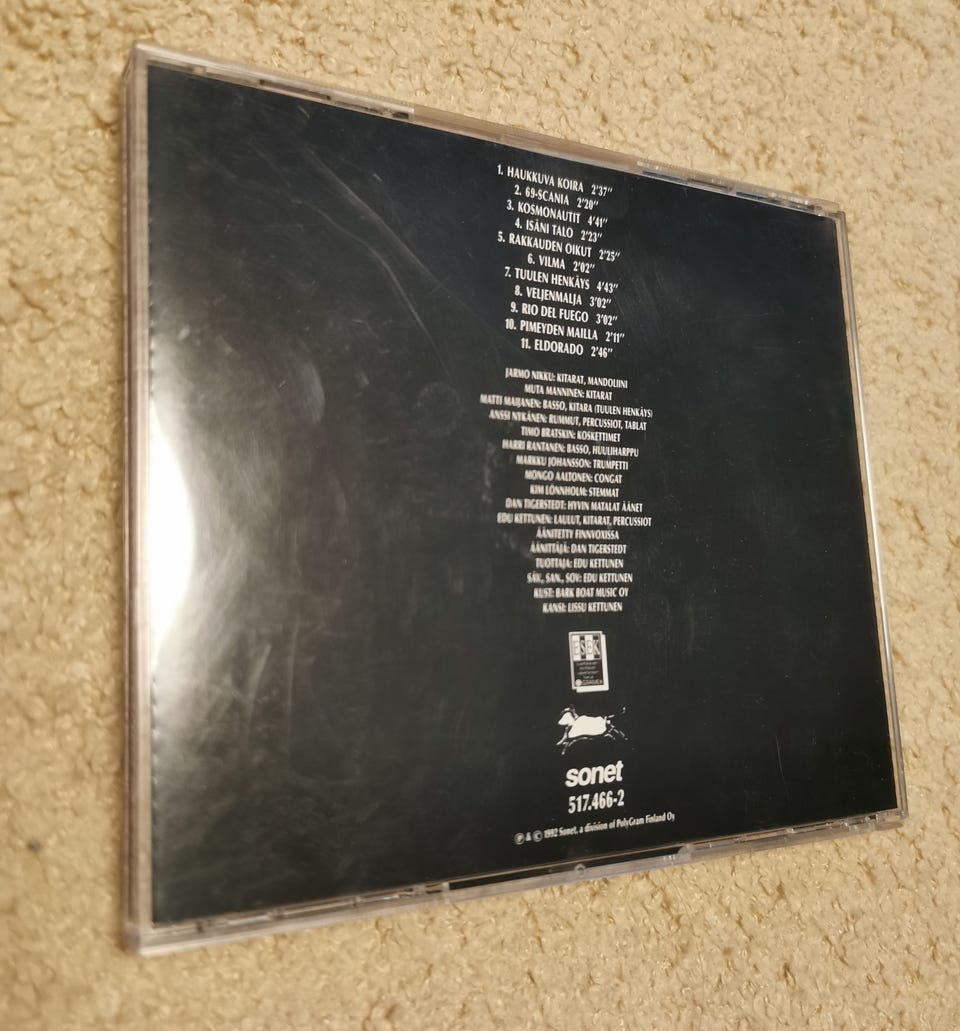 1. HAUKKUVA KOIRA 2'37"
2. 69-SCANIA 2'20"
3. KOSMONAUTIT 4'41"
4. ISÄNI TALO 2'23"
5. RAKKAUDEN OIKUT 2'25"
6. VILMA 2'02"
7. TUULEN HENKÄYS 4'43"
8. VELJENMALJA 3'02"
9. RIO DEL FUEGO 3'02"
10. PIMEYDEN MAILLA 2'11"
11. ELDORADO 2'46"
JARMO NIKKU: KITARAT, MANDOLIINI
MUTA MANNINEN: KITARAT
MATTI MAIJANEN: BASSO, KITARA (TUULEN HENKÄYS)
ANSSI NYKÄNEN: RUMMUT, PERCUSSIOT, TABLAT
TIMO BRATSKIN: KOSKETTIMET
HARRI RANTANEN: BASSO, HUULIHARPPU
MARKKU JOHANSSON: TRUMPETTI
MONGO AALTONEN: CONGAT
KIM LÖNNHOLM: STEMMAT
DAN TIGERSTEDT: HYVIN MATALAT ÄÄNET
EDU KETTUNEN: LAULUT, KITARAT, PERCUSSIOT
ÄÄNITETTY FINNVOXISSA
ÄÄNITTÄJÄ: DAN TIGERSTEDT
TUOTTAJA: EDU KETTUNEN
SÄV., SAN., SOV: EDU KETTUNEN
KUST: BARK BOAT MUSIC OY
KANSI: LISSU KETTUNEN
ESEK
GRAMEX
sonet
517.466-2
℗ & © 1992 Sonet, a division of PolyGram Finland Oy